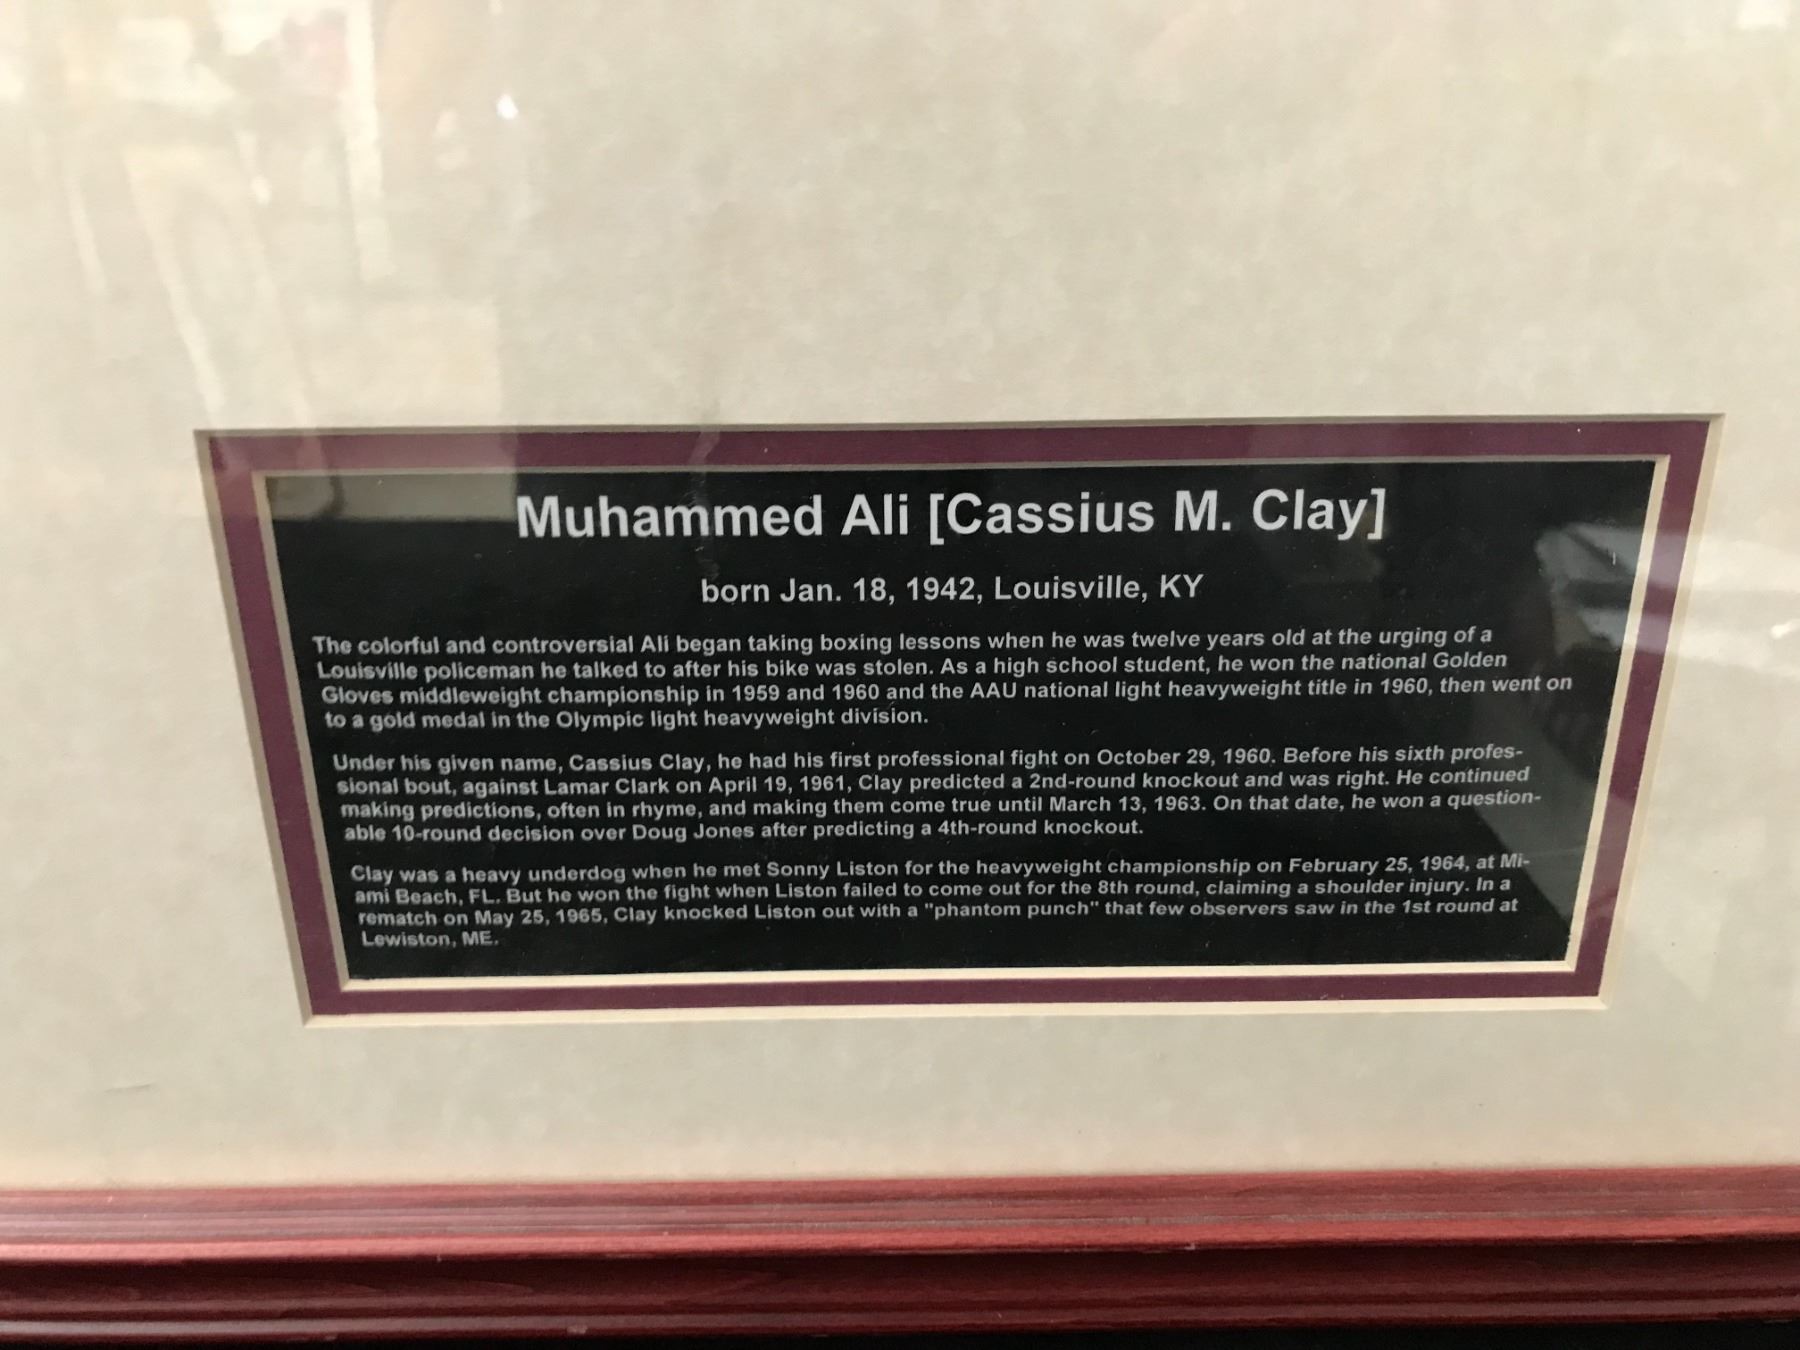 Muhammed Ali [Cassius M. Clay]
born Jan. 18, 1942, Louisville, KY
The colorful and controversial Ali began taking boxing lessons when he was twelve years old at the urging of a
Louisville policeman he talked to after his bike was stolen. As a high school student, he won the national Golden
Gloves middleweight championship in 1959 and 1960 and the AAU national light heavyweight title in 1960, then went on
to a gold medal in the Olympic light heavyweight division.
Under his given name, Cassius Clay, he had his first professional fight on October 29, 1960. Before his sixth profes-
sional bout, against Lamar Clark on April 19, 1961, Clay predicted a 2nd-round knockout and was right. He continued
making predictions, often in rhyme, and making them come true until March 13, 1963. On that date, he won a question-
able 10-round decision over Doug Jones after predicting a 4th-round knockout.
Clay was a heavy underdog when he met Sonny Liston for the heavyweight championship on February 25, 1964, at Mi-
ami Beach, FL. But he won the fight when Liston failed to come out for the 8th round, claiming a shoulder injury. In a
rematch on May 25, 1965, Clay knocked Liston out with a "phantom punch" that few observers saw in the 1st round at
Lewiston, ME.